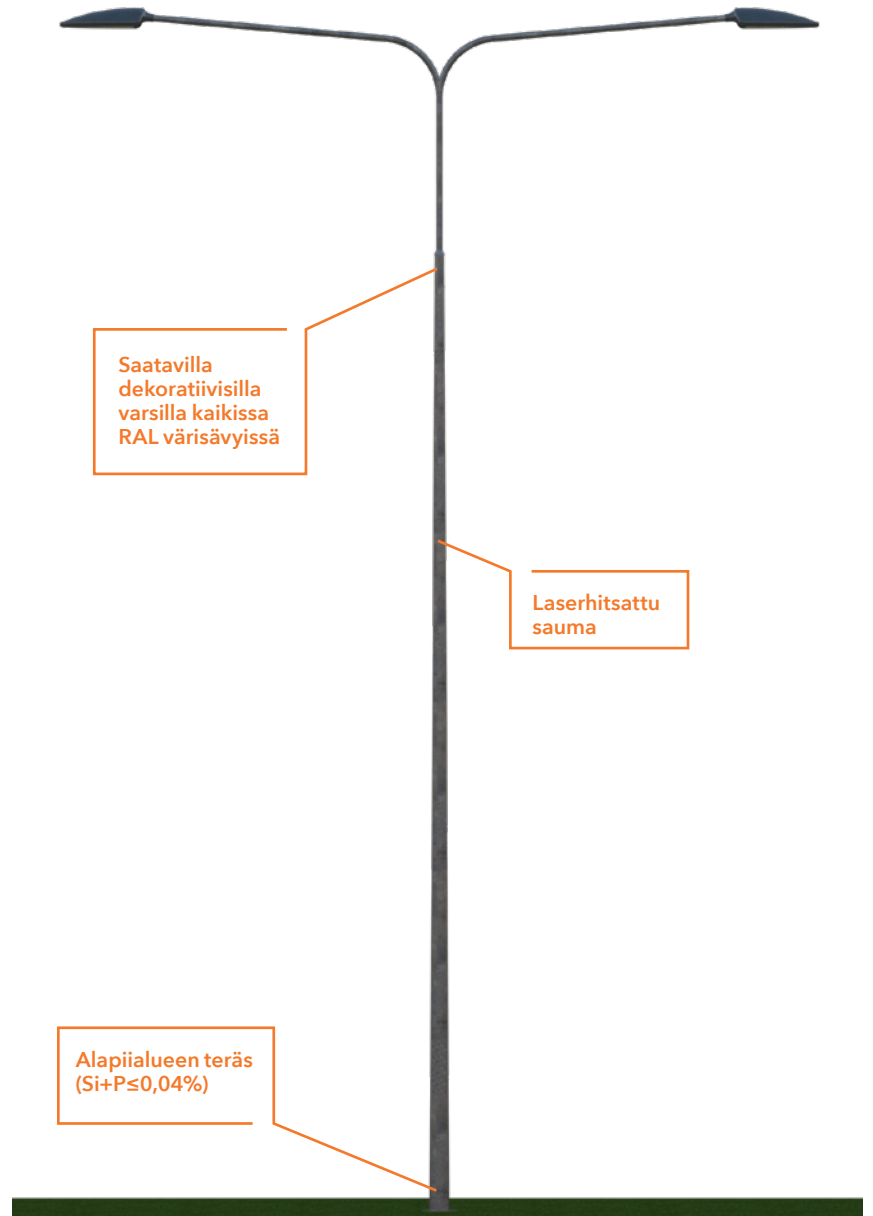 Saatavilla
dekoratiivisilla
varsilla kaikissa
RAL värisävyissä
Laserhitsattu
sauma
Alapiialueen teräs
(Si+P≤0,04%)